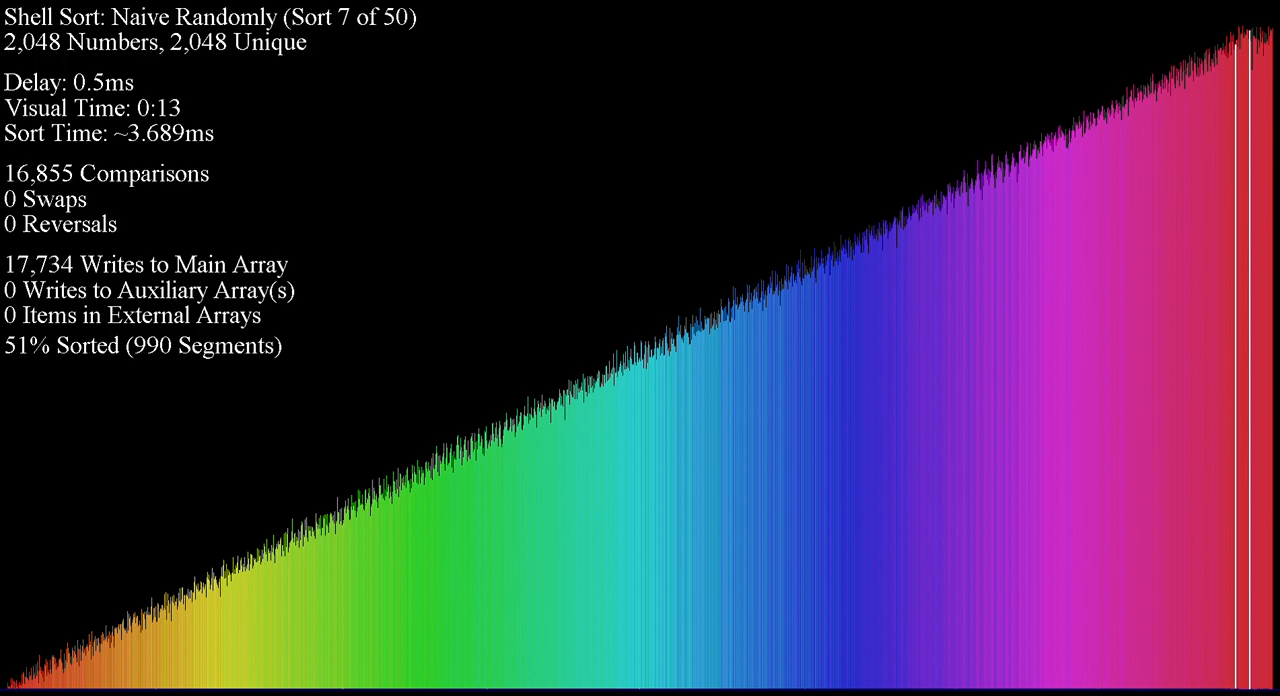 Shell Sort: Naive Randomly (Sort 7 of 50)
2,048 Numbers, 2,048 Unique
Delay: 0.5ms
Visual Time: 0:13
Sort Time: ~3.689ms
16,855 Comparisons
0 Swaps
0 Reversals
17,734 Writes to Main Array
0 Writes to Auxiliary Array(s)
0 Items in External Arrays
51% Sorted (990 Segments)